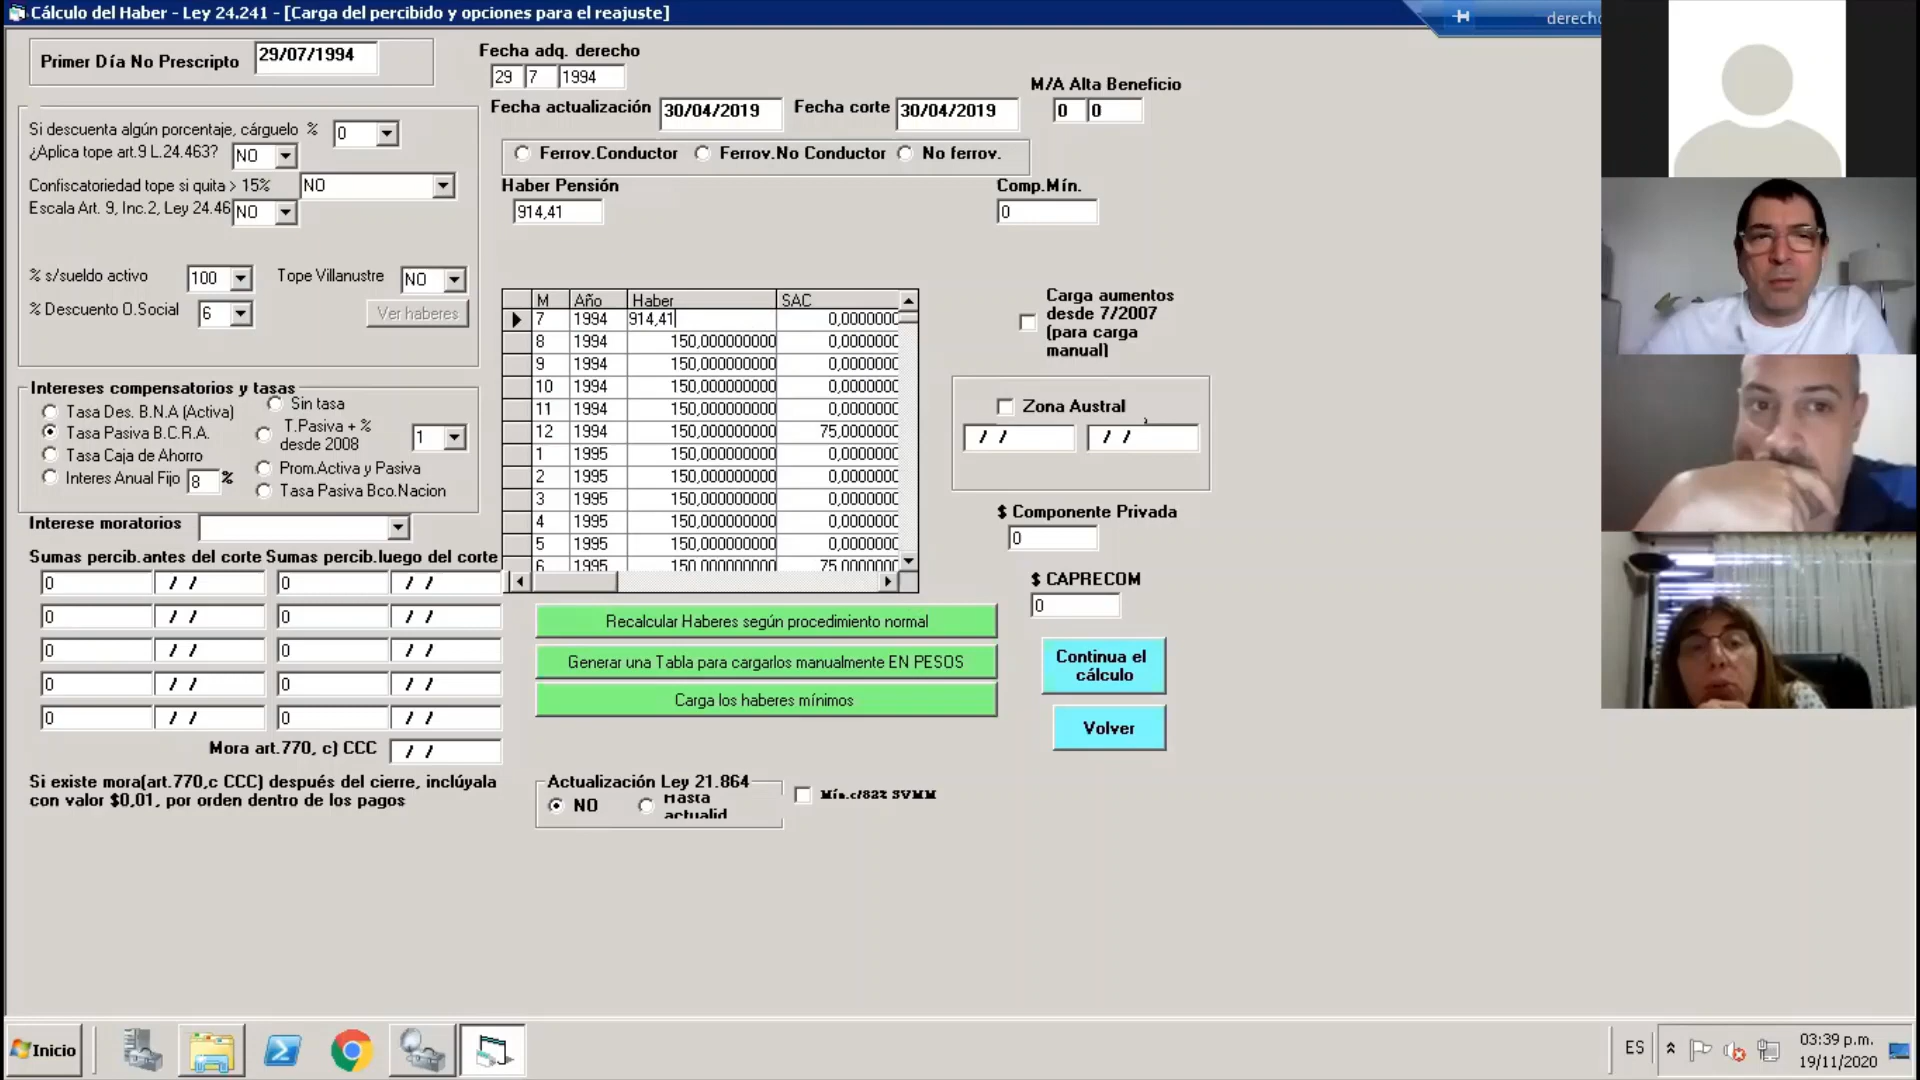 Cálculo del Haber - Ley 24.241 - [Carga del percibido y opciones para el reajuste]
derecho
Primer Día No Prescripto 29/07/1994
Fecha adq. derecho
29 7 1994
M/A Alta Beneficio
0 0
Fecha actualización 30/04/2019 Fecha corte 30/04/2019
Si descuenta algún porcentaje, cárguelo % 0
¿Aplica tope art.9 L.24.463? NO
Confiscatoriedad tope si quita > 15% NO
Escala Art. 9, Inc.2, Ley 24.46 NO
% s/sueldo activo 100 Tope Villanustre NO
% Descuento O.Social 6 Ver haberes
Ferrov.Conductor Ferrov.No Conductor No ferrov.
Haber Pensión
914,41
Comp.Mín.
0
M Año Haber SAC
7 1994 914,41 0,0000000
8 1994 150,000000000 0,0000000
9 1994 150,000000000 0,0000000
10 1994 150,000000000 0,0000000
11 1994 150,000000000 0,0000000
12 1994 150,000000000 75,0000000
1 1995 150,000000000 0,0000000
2 1995 150,000000000 0,0000000
3 1995 150,000000000 0,0000000
4 1995 150,000000000 0,0000000
5 1995 150,000000000 0,0000000
6 1995 150,000000000 75,0000000
Carga aumentos
desde 7/2007
(para carga
manual)
Zona Austral
/ / / /
$ Componente Privada
0
$ CAPRECOM
0
Intereses compensatorios y tasas
Tasa Des. B.N.A (Activa)
Tasa Pasiva B.C.R.A.
Tasa Caja de Ahorro
Interes Anual Fijo 8 %
Sin tasa
T.Pasiva + %
desde 2008 1
Prom.Activa y Pasiva
Tasa Pasiva Bco.Nacion
Interese moratorios
Sumas percib.antes del corte Sumas percib.luego del corte
0 / / 0 / /
0 / / 0 / /
0 / / 0 / /
0 / / 0 / /
0 / / 0 / /
Mora art.770, c) CCC / /
Si existe mora(art.770,c CCC) después del cierre, inclúyala
con valor $0,01, por orden dentro de los pagos
Recalcular Haberes según procedimiento normal
Generar una Tabla para cargarlos manualmente EN PESOS
Carga los haberes mínimos
Continua el
cálculo
Volver
Actualización Ley 21.864
NO Hasta
actualid
Mín.c/82% SVMM
Inicio
ES
03:39 p.m.
19/11/2020